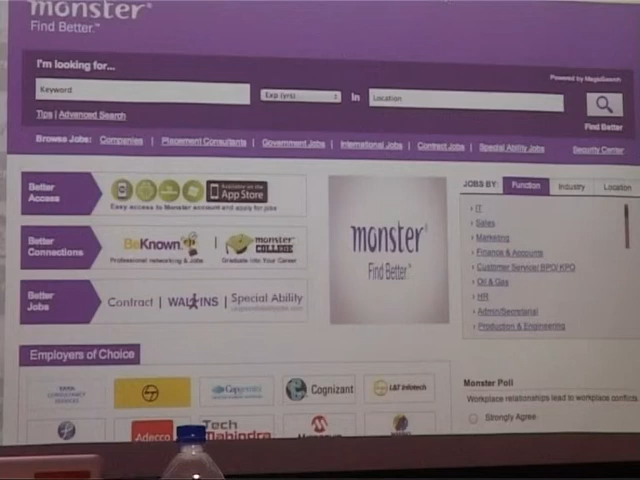 monster
Find Better.™
I'm looking for...
Powered by MagicSearch
Keyword
Exp (yrs)
In
Location
Tips | Advanced Search
Find Better
Browse Jobs: Companies | Placement Consultants | Government Jobs | International Jobs | Contract Jobs | Special Ability Jobs
Security Center
Better Access
Available on the App Store
Easy access to Monster account and apply for jobs
Better Connections
BeKnown
Professional networking & Jobs
monster COLLEGE
Graduate into Your Career
Better Jobs
Contract | WALKINS | Special Ability
monster
Find Better.™
JOBS BY: Function Industry Location
IT
Sales
Marketing
Finance & Accounts
Customer Service/ BPO/ KPO
Oil & Gas
HR
Admin/Secretarial
Production & Engineering
Employers of Choice
TATA CONSULTANCY SERVICES
Capgemini
Cognizant
L&T Infotech
Adecco
Tech Mahindra
Monster Poll
Workplace relationships lead to workplace conflicts.
Strongly Agree